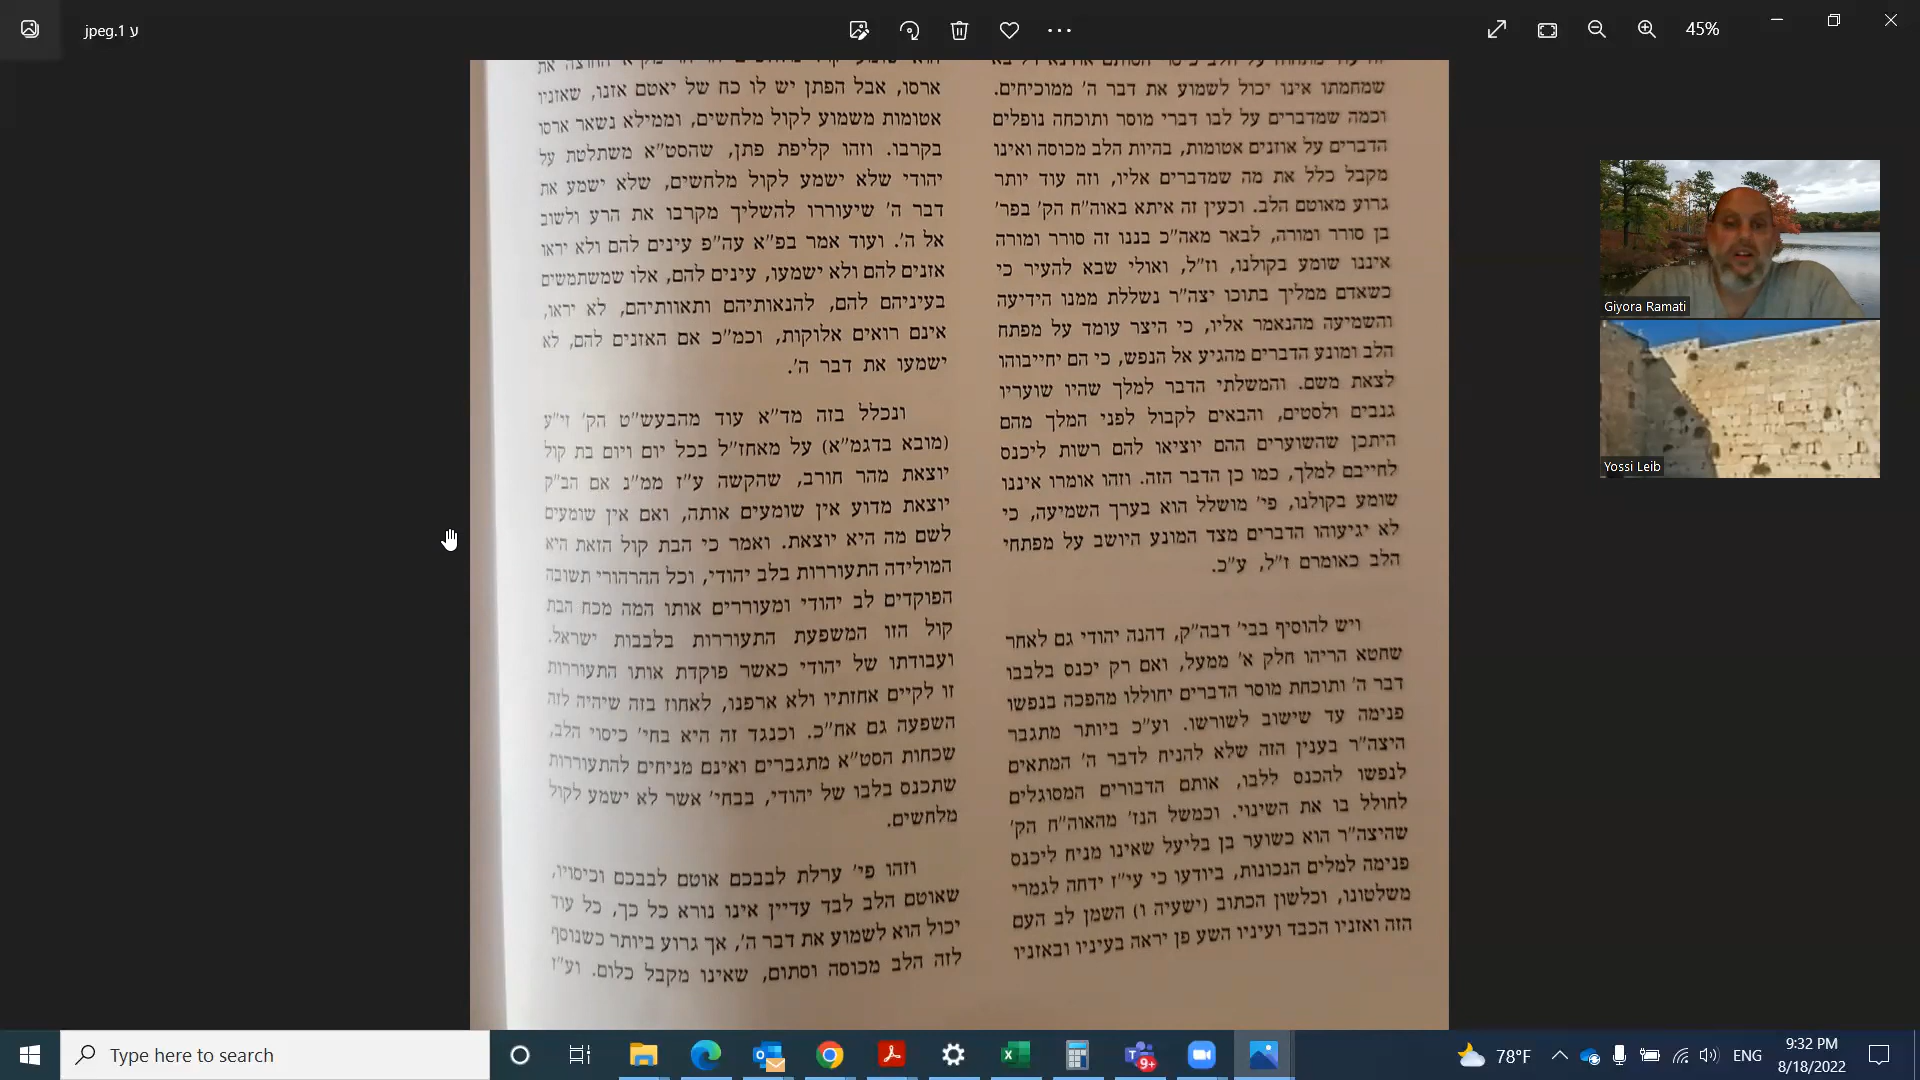 ע 1.jpeg
45%
שמחמתו אינו יכול לשמוע את דבר ה' ממוכיחים.
וכמה שמדברים על לבו דברי מוסר ותוכחה נופלים
הדברים על אוזנים אטומות, בהיות הלב מכוסה ואינו
מקבל כלל את מה שמדברים אליו, וזה עוד יותר
גרוע מאוטם הלב. וכעין זה איתא באוה"ח הק' בפר'
בן סורר ומורה, לבאר מאה"כ בננו זה סורר ומורה
איננו שומע בקולנו, וז"ל, ואולי שבא להעיר כי
כשאדם ממליך בתוכו יצה"ר נשללת ממנו הידיעה
והשמיעה מהנאמר אליו, כי היצר עומד על מפתח
הלב ומונע הדברים מהגיע אל הנפש, כי הם יחייבוהו
לצאת משם. והמשלתי הדבר למלך שהיו שועריו
גנבים ולסטים, והבאים לקבול לפני המלך מהם
היתכן שהשוערים ההם יוציאו להם רשות ליכנס
לחייבם למלך, כמו כן הדבר הזה. וזהו אומרו איננו
שומע בקולנו, פי' מושלל הוא בערך השמיעה, כי
לא יגיעוהו הדברים מצד המונע היושב על מפתחי
הלב כאומרם ז"ל, ע"כ.
ויש להוסיף בבי' דבה"ק, דהנה יהודי גם לאחר
שחטא הריהו חלק א' ממעל, ואם רק יכנס בלבבו
דבר ה' ותוכחת מוסר הדברים יחוללו מהפכה בנפשו
פנימה עד שישוב לשורשו. וע"כ ביותר מתגבר
היצה"ר בענין הזה שלא להניח לדבר ה' המתאים
לנפשו להכנס ללבו, אותם הדבורים המסוגלים
לחולל בו את השינוי. וכמשל הנז' מהאוה"ח הק'
שהיצה"ר הוא כשוער בן בליעל שאינו מניח ליכנס
פנימה למלים הנכונות, ביודעו כי עי"ז ידחה לגמרי
משלטונו, וכלשון הכתוב (ישעיה ו) השמן לב העם
הזה ואזניו הכבד ועיניו השע פן יראה בעיניו ובאזניו
ארסו, אבל הפתן יש לו כח של יאטם אזנו, שאזניו
אטומות משמוע לקול מלחשים, וממילא נשאר ארסו
בקרבו. וזהו קליפת פתן, שהסט"א משתלטת על
יהודי שלא ישמע לקול מלחשים, שלא ישמע את
דבר ה' שיעוררו להשליך מקרבו את הרע ולשוב
אל ה'. ועוד אמר בפ"א עה"פ עינים להם ולא יראו
אזנים להם ולא ישמעו, עינים להם, אלו שמשתמשים
בעיניהם להם, להנאותיהם ותאוותיהם, לא יראו,
אינם רואים אלוקות, וכמ"כ אם האזנים להם, לא
ישמעו את דבר ה'.
ונכלל בזה מד"א עוד מהבעש"ט הק' זי"ע
(מובא בדגמ"א) על מאחז"ל בכל יום ויום בת קול
יוצאת מהר חורב, שהקשה ע"ז ממ"נ אם הב"ק
יוצאת מדוע אין שומעים אותה, ואם אין שומעים
לשם מה היא יוצאת. ואמר כי הבת קול הזאת היא
המולידה התעוררות בלב יהודי, וכל ההרהורי תשובה
הפוקדים לב יהודי ומעוררים אותו המה מכח הבת
קול הזו המשפעת התעוררות בלבבות ישראל.
ועבודתו של יהודי כאשר פוקדת אותו התעוררות
זו לקיים אחזתיו ולא ארפנו, לאחוז בזה שיהיה לזה
השפעה גם אח"כ. וכנגד זה היא בחי' כיסוי הלב,
שכחות הסט"א מתגברים ואינם מניחים להתעוררות
שתכנס בלבו של יהודי, בבחי' אשר לא ישמע לקול
מלחשים.
וזהו פי' ערלת לבבכם אוטם לבבכם וכיסויו,
שאוטם הלב לבד עדיין אינו נורא כל כך, כל עוד
יכול הוא לשמוע את דבר ה', אך גרוע ביותר כשנוסף
לזה הלב מכוסה וסתום, שאינו מקבל כלום. וע"ז
Giyora Ramati
Yossi Leib
Type here to search
9+
78°F
ENG
9:32 PM
8/18/2022